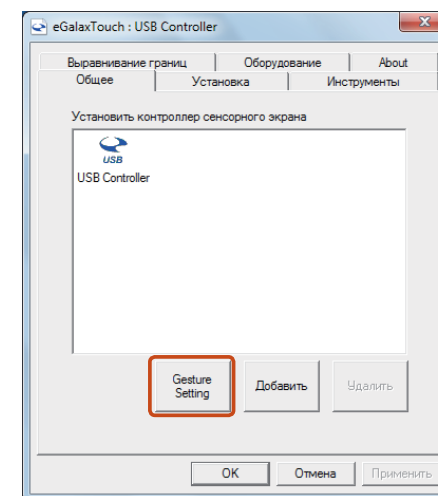 eGalaxTouch : USB Controller
Выравнивание границ
Оборудование
About
Общее
Установка
Инструменты
Установить контроллер сенсорного экрана
USB
USB Controller
Gesture
Setting
Добавить
Удалить
OK
Отмена
Применить